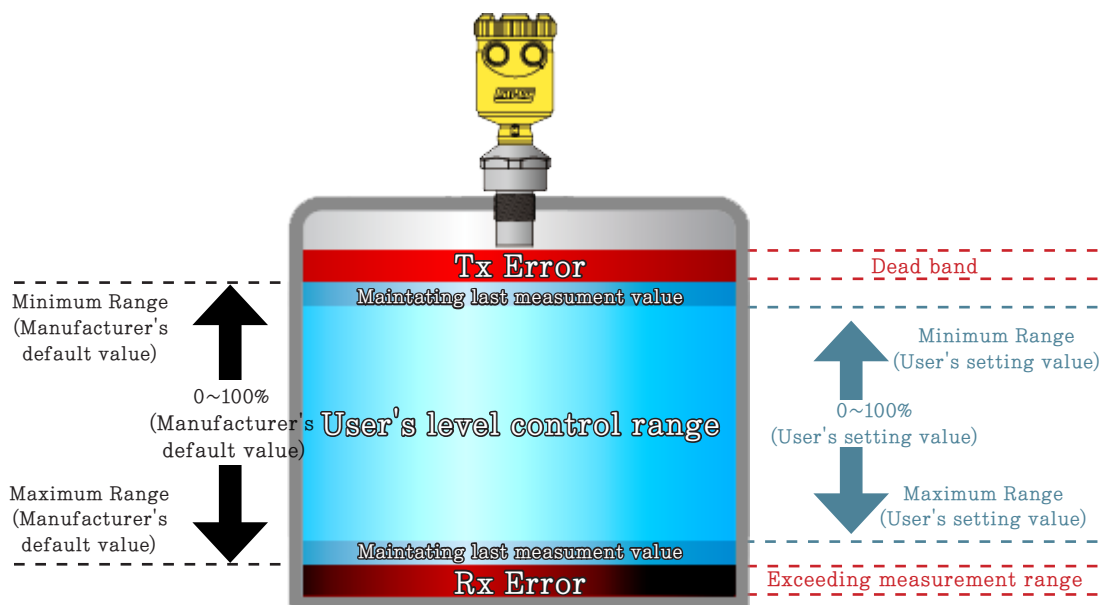 Tx Error
Dead band
Maintating last measument value
Minimum Range
(Manufacturer's
default value)
Minimum Range
(User's setting value)
0~100%
(Manufacturer's
default value)
User's level control range
0~100%
(User's setting value)
Maximum Range
(Manufacturer's
default value)
Maximum Range
(User's setting value)
Maintating last measument value
Rx Error
Exceeding measurement range